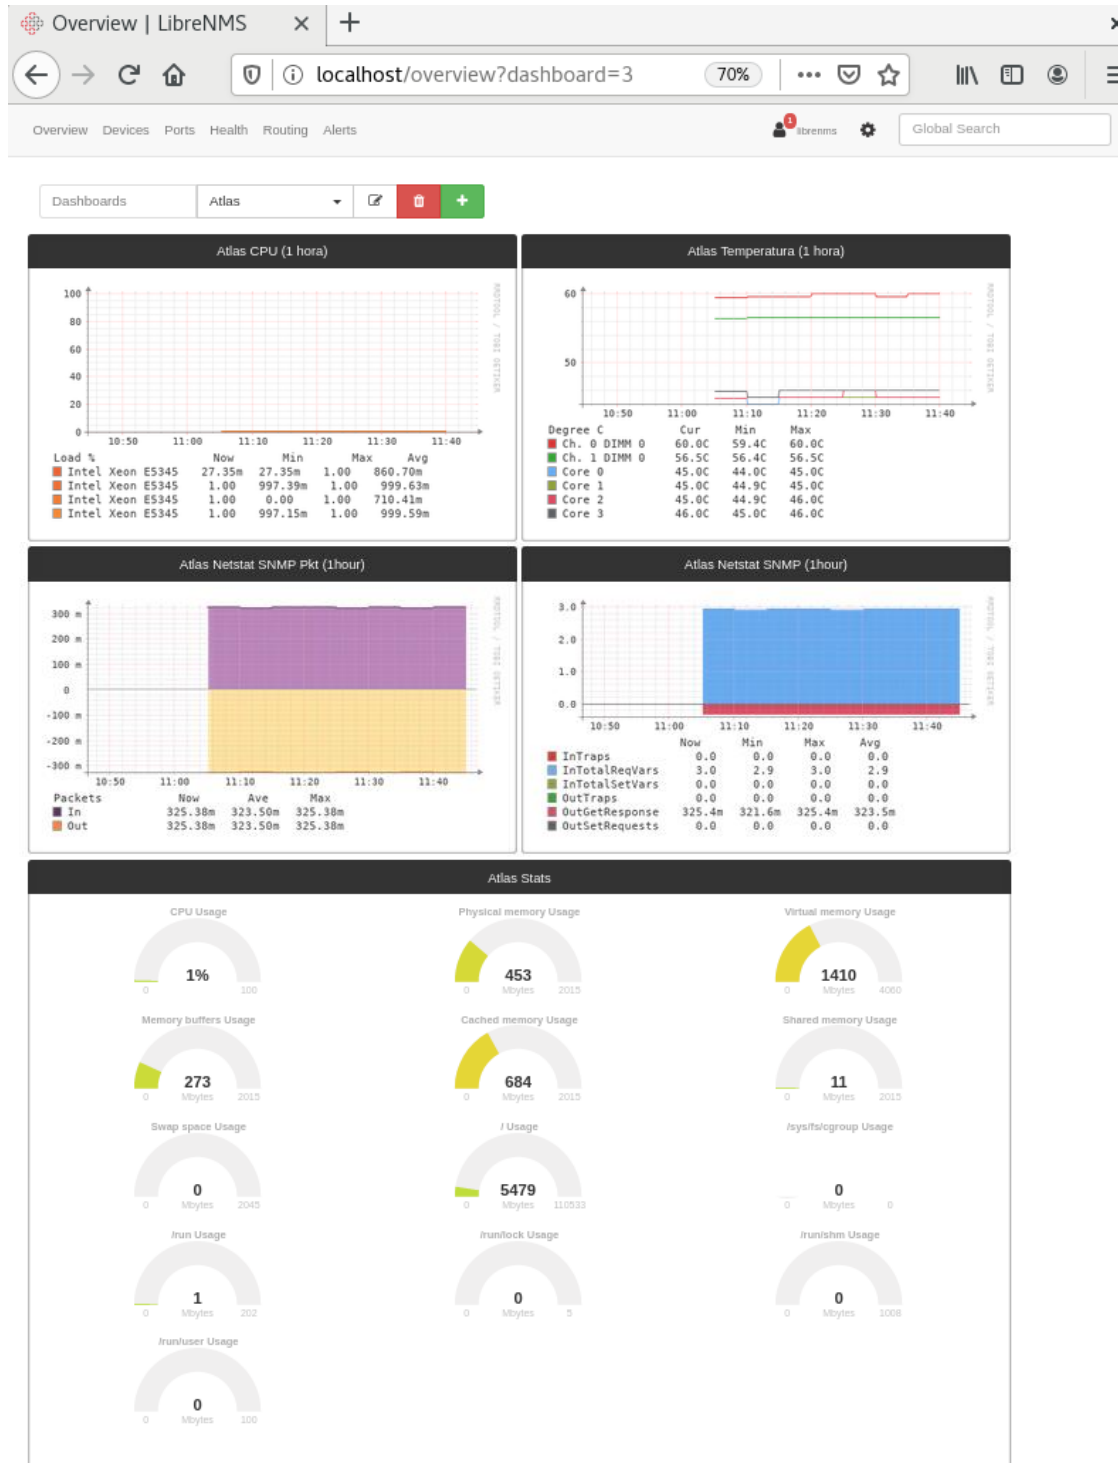 Overview | LibreNMS
localhost/overview?dashboard=3 70%
Overview Devices Ports Health Routing Alerts 1 librenms Global Search
Dashboards Atlas
Atlas CPU (1 hora)
100
80
60
40
20
0
10:50 11:00 11:10 11:20 11:30 11:40
RRDTOOL / TOBI OETIKER
Load % Now Min Max Avg
Intel Xeon E5345 27.35m 27.35m 1.00 860.70m
Intel Xeon E5345 1.00 997.39m 1.00 999.63m
Intel Xeon E5345 1.00 0.00 1.00 710.41m
Intel Xeon E5345 1.00 997.15m 1.00 999.59m
Atlas Temperatura (1 hora)
60
50
10:50 11:00 11:10 11:20 11:30 11:40
RRDTOOL / TOBI OETIKER
Degree C Cur Min Max
Ch. 0 DIMM 0 60.0C 59.4C 60.0C
Ch. 1 DIMM 0 56.5C 56.4C 56.5C
Core 0 45.0C 44.0C 45.0C
Core 1 45.0C 44.9C 45.0C
Core 2 45.0C 44.9C 46.0C
Core 3 46.0C 45.0C 46.0C
Atlas Netstat SNMP Pkt (1hour)
300 m
200 m
100 m
0
-100 m
-200 m
-300 m
10:50 11:00 11:10 11:20 11:30 11:40
RRDTOOL / TOBI OETIKER
Packets Now Ave Max
In 325.38m 323.50m 325.38m
Out 325.38m 323.50m 325.38m
Atlas Netstat SNMP (1hour)
3.0
2.0
1.0
0.0
10:50 11:00 11:10 11:20 11:30 11:40
RRDTOOL / TOBI OETIKER
Now Min Max Avg
InTraps 0.0 0.0 0.0 0.0
InTotalReqVars 3.0 2.9 3.0 2.9
InTotalSetVars 0.0 0.0 0.0 0.0
OutTraps 0.0 0.0 0.0 0.0
OutGetResponse 325.4m 321.6m 325.4m 323.5m
OutSetRequests 0.0 0.0 0.0 0.0
Atlas Stats
CPU Usage
1%
0 100
Physical memory Usage
453
0 Mbytes 2015
Virtual memory Usage
1410
0 Mbytes 4060
Memory buffers Usage
273
0 Mbytes 2015
Cached memory Usage
684
0 Mbytes 2015
Shared memory Usage
11
0 Mbytes 2015
Swap space Usage
0
0 Mbytes 2045
/ Usage
5479
0 Mbytes 110533
/sys/fs/cgroup Usage
0
0 Mbytes 0
/run Usage
1
0 Mbytes 202
/run/lock Usage
0
0 Mbytes 5
/run/shm Usage
0
0 Mbytes 1008
/run/user Usage
0
0 Mbytes 100